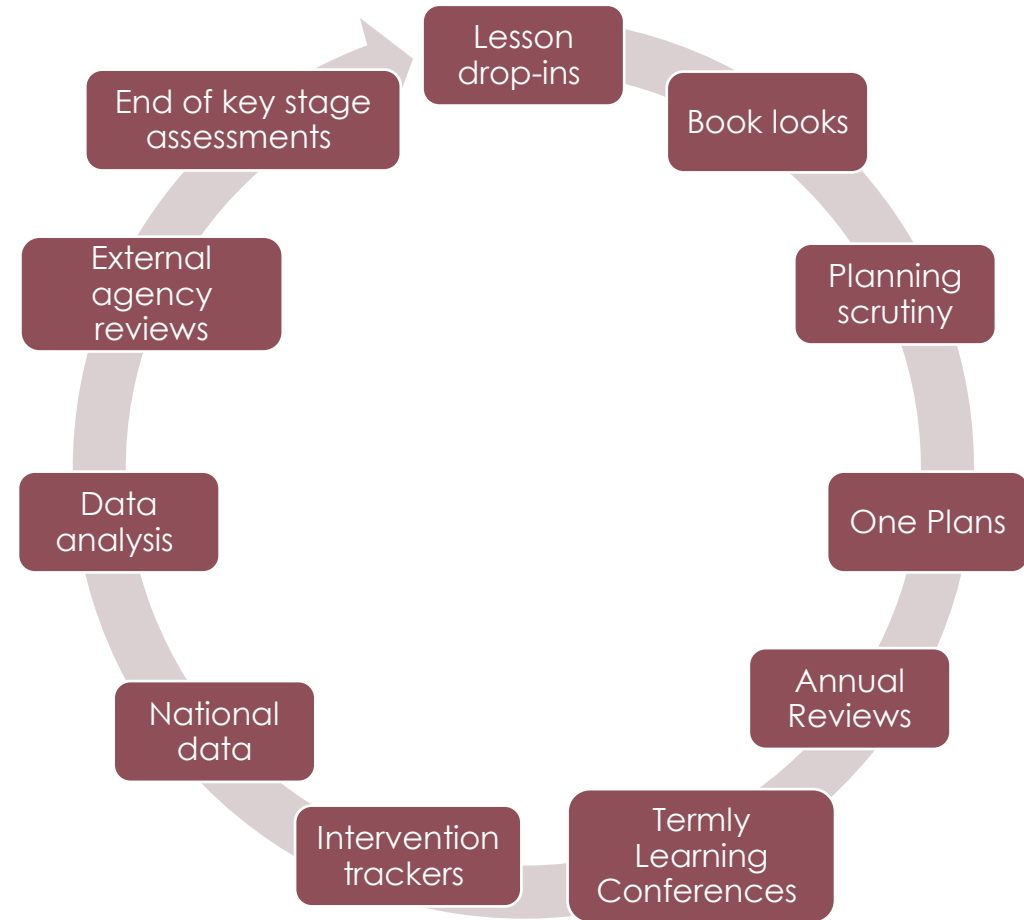 Lesson
drop-ins
Book looks
Planning
scrutiny
One Plans
Annual
Reviews
Termly
Learning
Conferences
Intervention
trackers
National
data
Data
analysis
External
agency
reviews
End of key stage
assessments